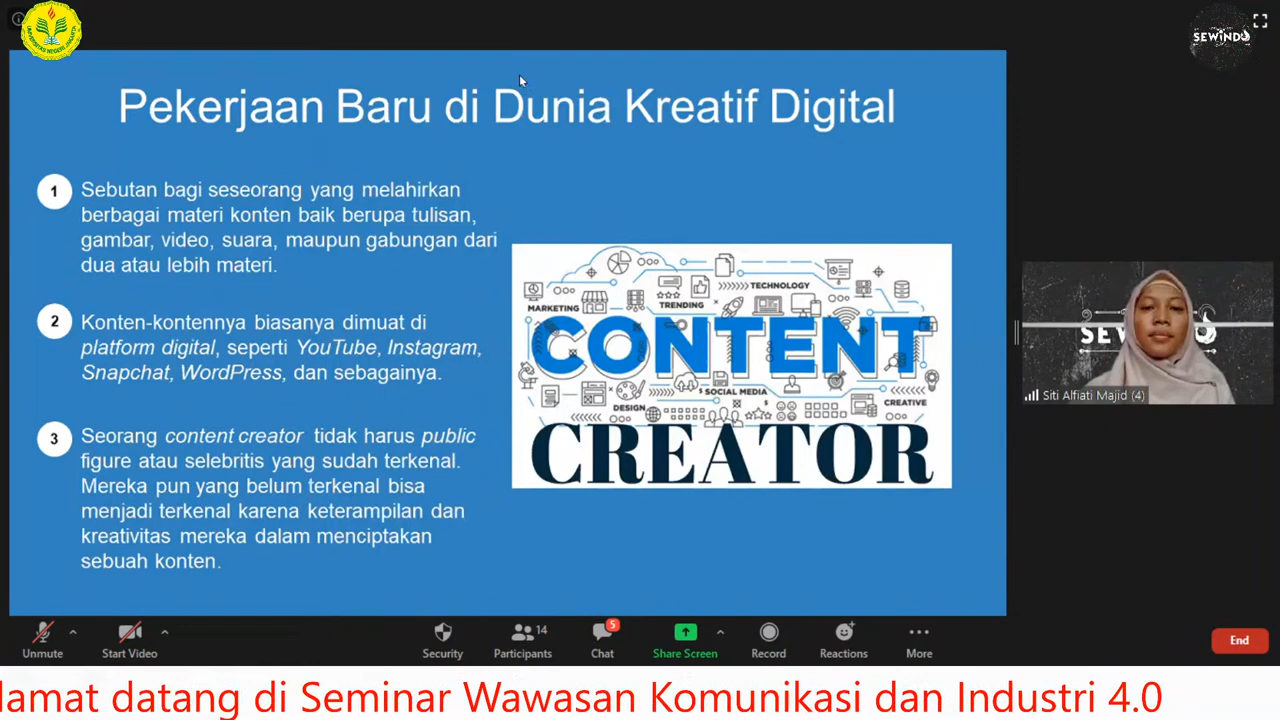 UNIVERSITAS NEGERI JAKARTA
SEWINDU
Pekerjaan Baru di Dunia Kreatif Digital
1
Sebutan bagi seseorang yang melahirkan
berbagai materi konten baik berupa tulisan,
gambar, video, suara, maupun gabungan dari
dua atau lebih materi.
2
Konten-kontennya biasanya dimuat di
platform digital, seperti YouTube, Instagram,
Snapchat, WordPress, dan sebagainya.
3
Seorang content creator tidak harus public
figure atau selebritis yang sudah terkenal.
Mereka pun yang belum terkenal bisa
menjadi terkenal karena keterampilan dan
kreativitas mereka dalam menciptakan
sebuah konten.
TECHNOLOGY
MARKETING
TRENDING
CONTENT
SOCIAL MEDIA
DESIGN
CREATIVE
CREATOR
Siti Alfiati Majid (4)
Unmute
Start Video
Security
14
Participants
5
Chat
Share Screen
Record
Reactions
More
End
lamat datang di Seminar Wawasan Komunikasi dan Industri 4.0